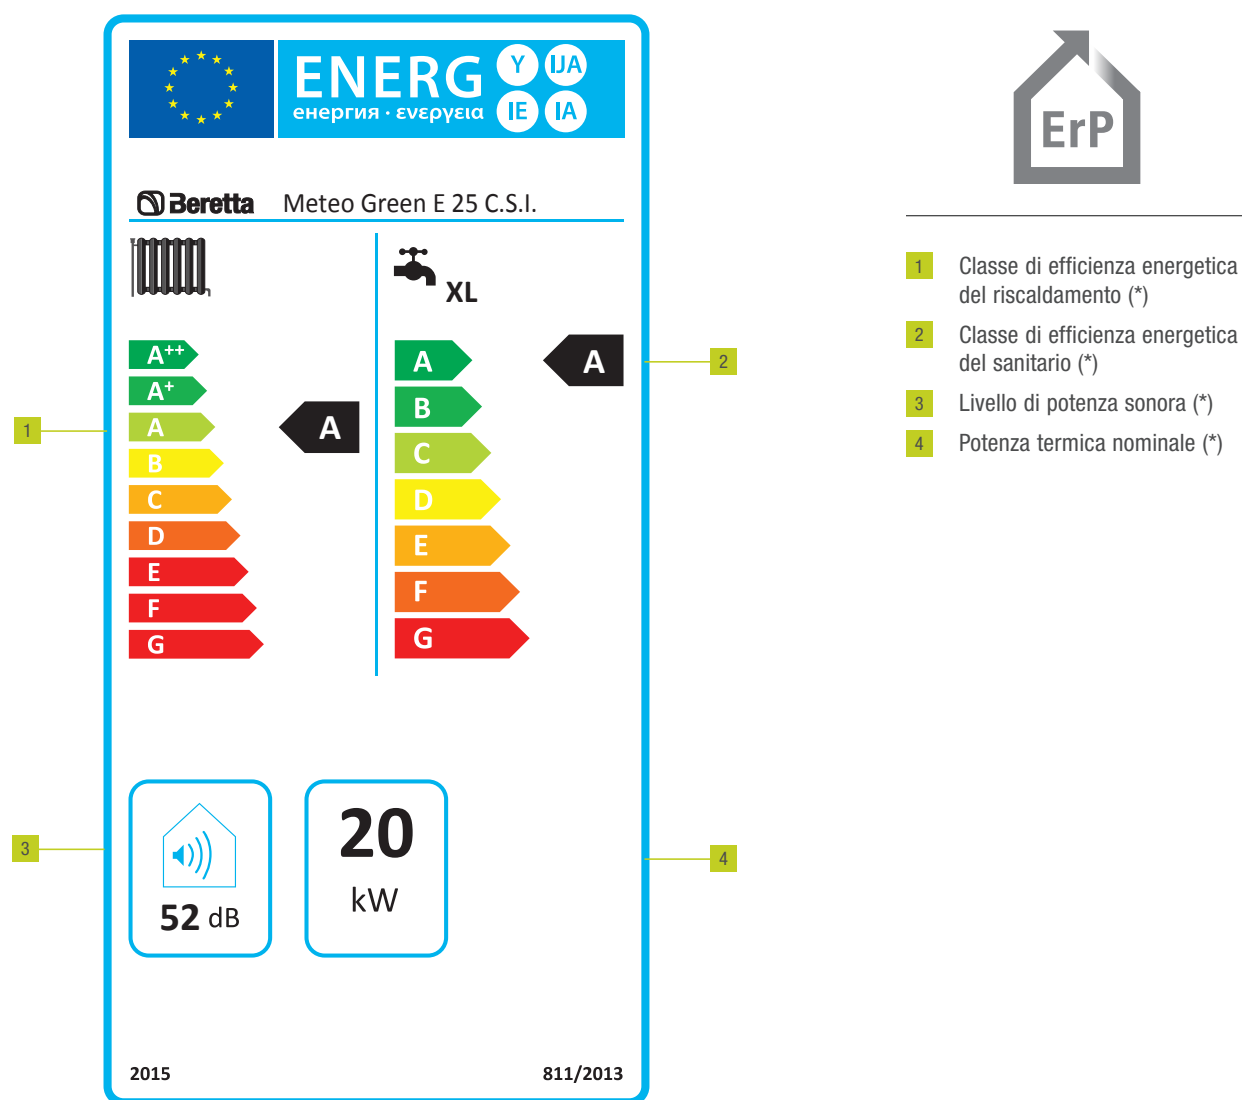 ENERG Y IJA
енергия · ενεργεια IE IA
Beretta Meteo Green E 25 C.S.I.
XL
A++
A+
A
B
C
D
E
F
G
A
A
B
C
D
E
F
G
A
1
2
3
4
52 dB
20
kW
2015 811/2013
ErP
1 Classe di efficienza energetica
del riscaldamento (*)
2 Classe di efficienza energetica
del sanitario (*)
3 Livello di potenza sonora (*)
4 Potenza termica nominale (*)